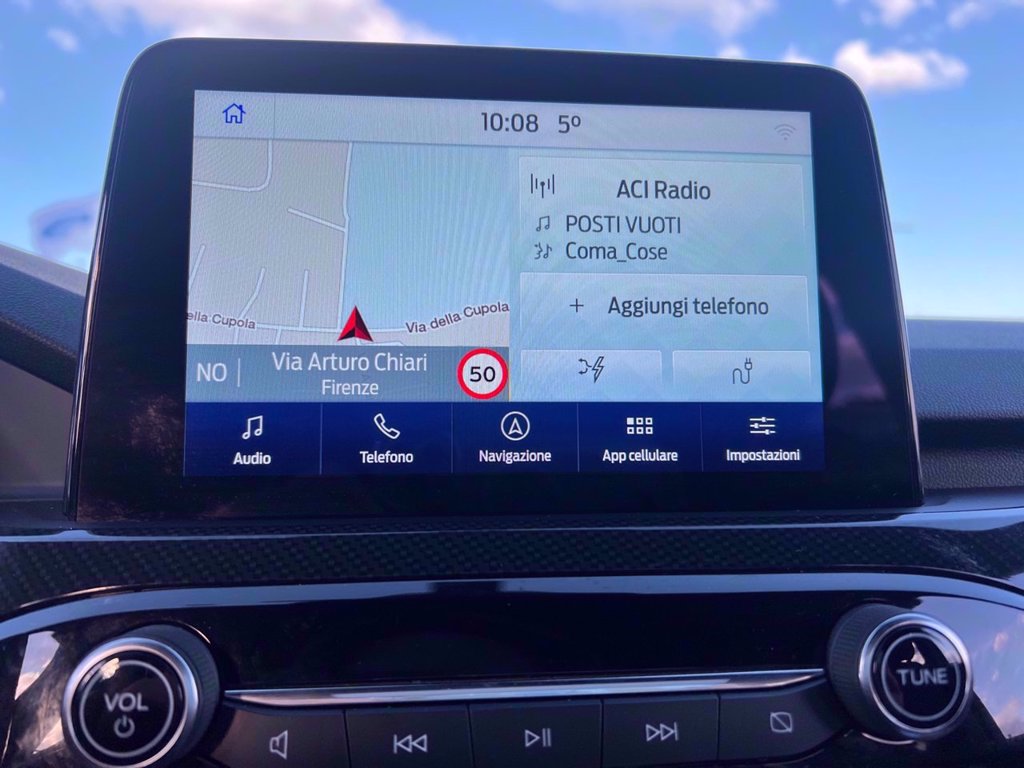 10:08 5º
ACI Radio
POSTI VUOTI
Coma_Cose
Aggiungi telefono
ella Cupola
Via della Cupola
NO
Via Arturo Chiari
Firenze
50
Audio
Telefono
Navigazione
App cellulare
Impostazioni
VOL
TUNE